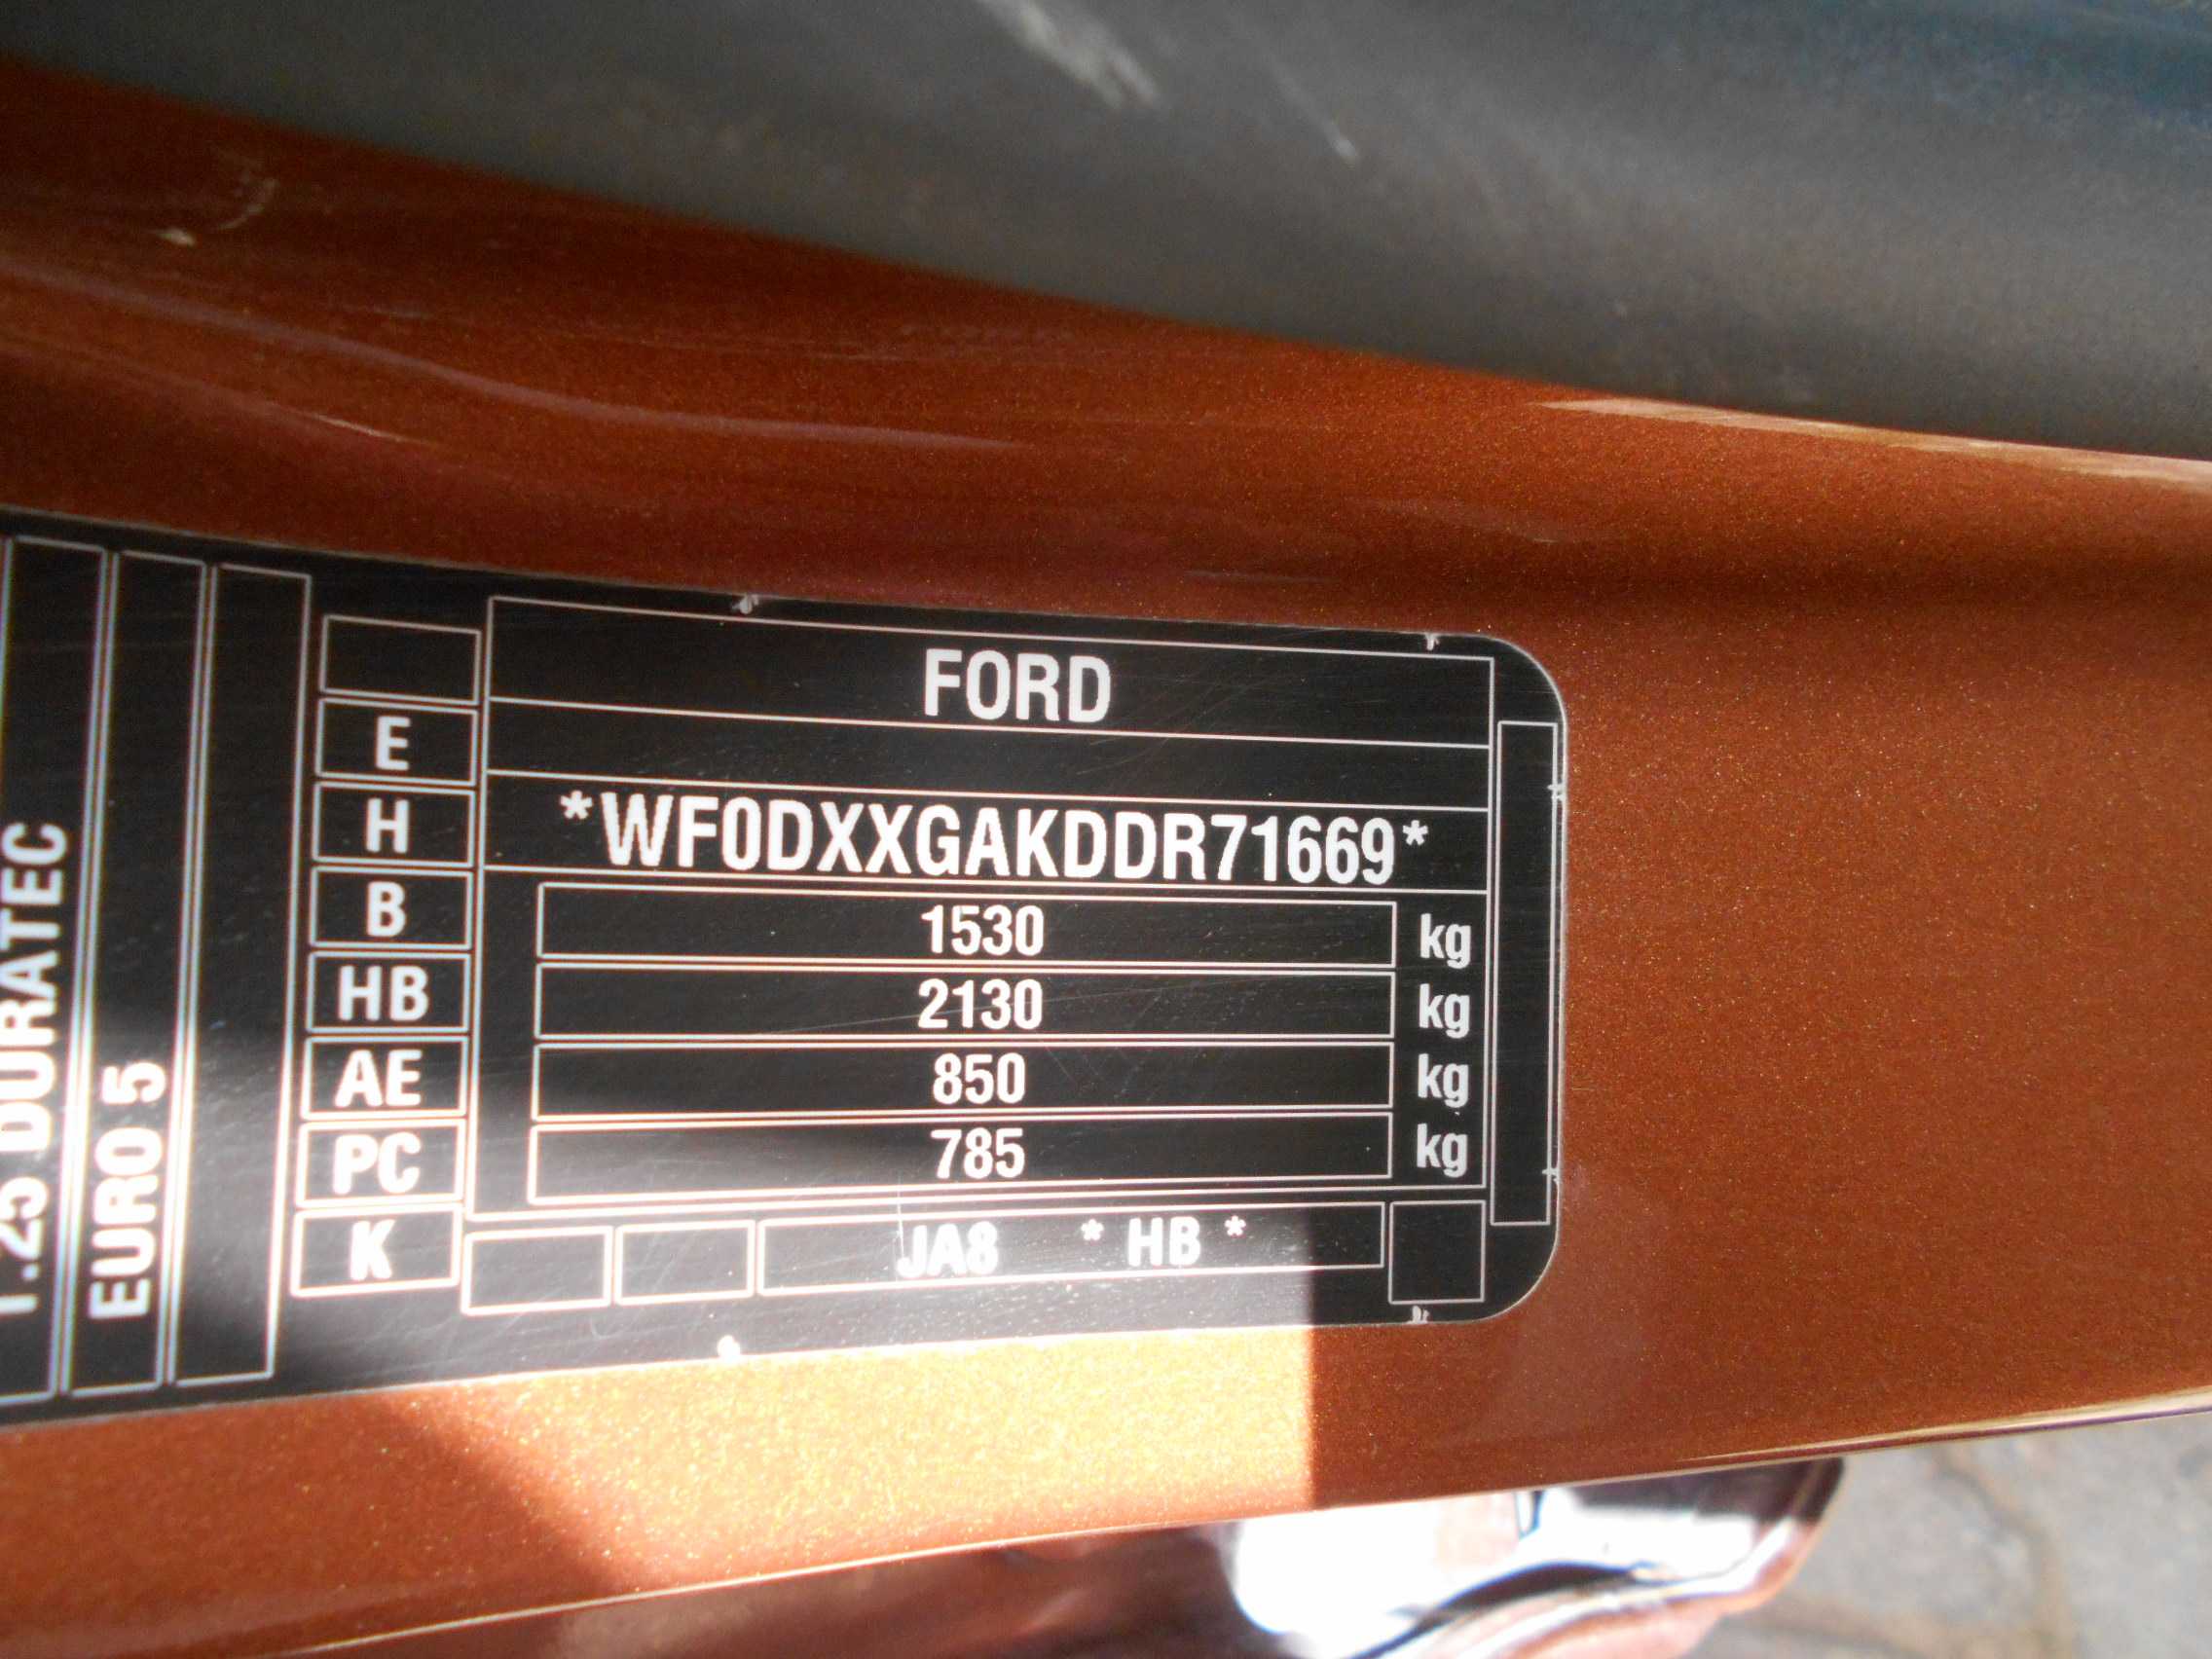 FORD
*WF0DXXGAKDDR71669*
1530 kg
2130 kg
850 kg
785 kg
JA8 * HB *
E
H
B
HB
AE
PC
K
1.25 DURATEC
EURO 5